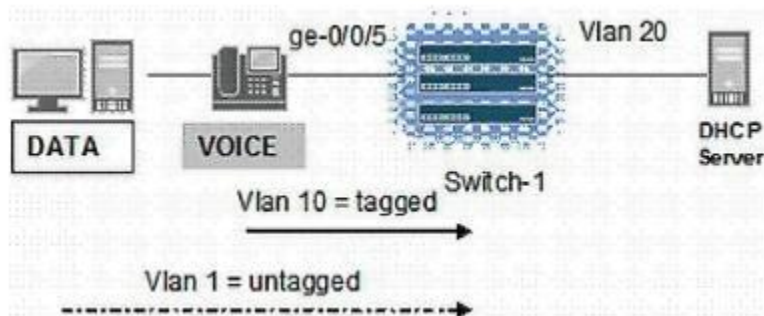 ge-0/0/5
Vlan 20
DATA
VOICE
DHCP
Server
Switch-1
Vlan 10 = tagged
Vlan 1 = untagged